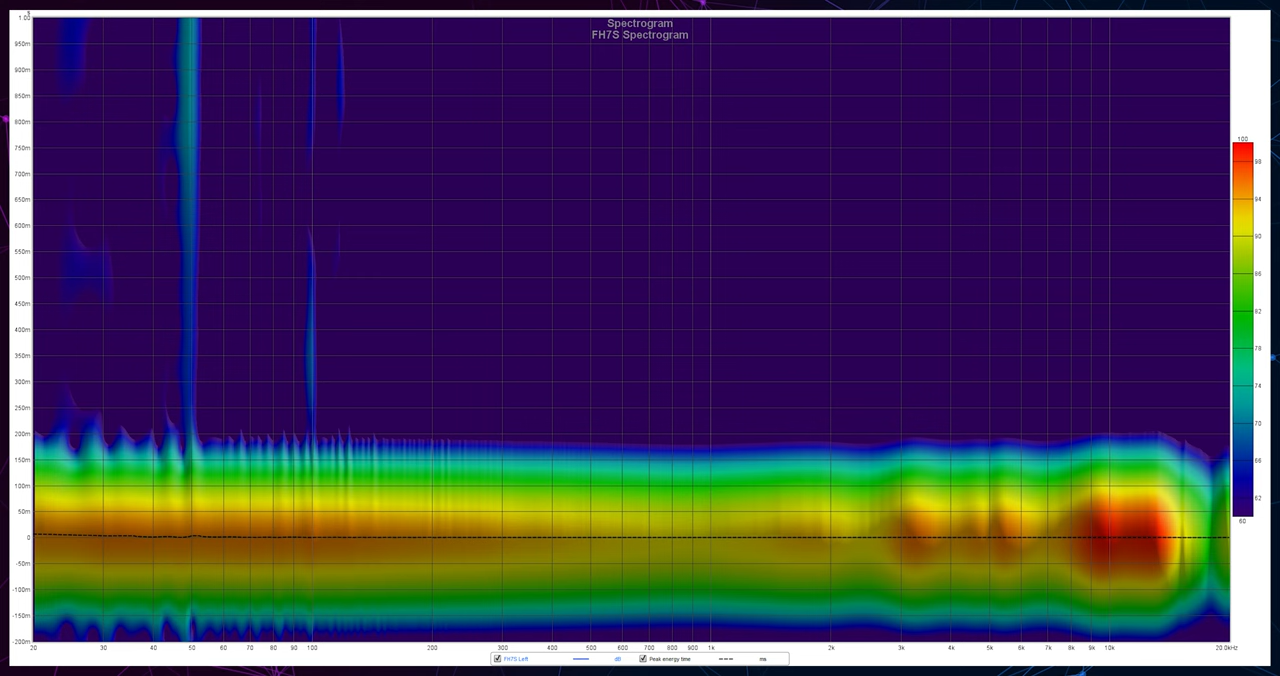 Spectrogram
FH7S Spectrogram
s
1.00
950m
900m
850m
800m
750m
700m
650m
600m
550m
500m
450m
400m
350m
300m
250m
200m
150m
100m
50m
0
-50m
-100m
-150m
-200m
20 30 40 50 60 70 80 90 100 200 300 400 500 600 700 800 900 1k 2k 3k 4k 5k 6k 7k 8k 9k 10k 20.0kHz
100
98
94
90
86
82
78
74
70
66
62
60
FH7S Left dB Peak energy time ms